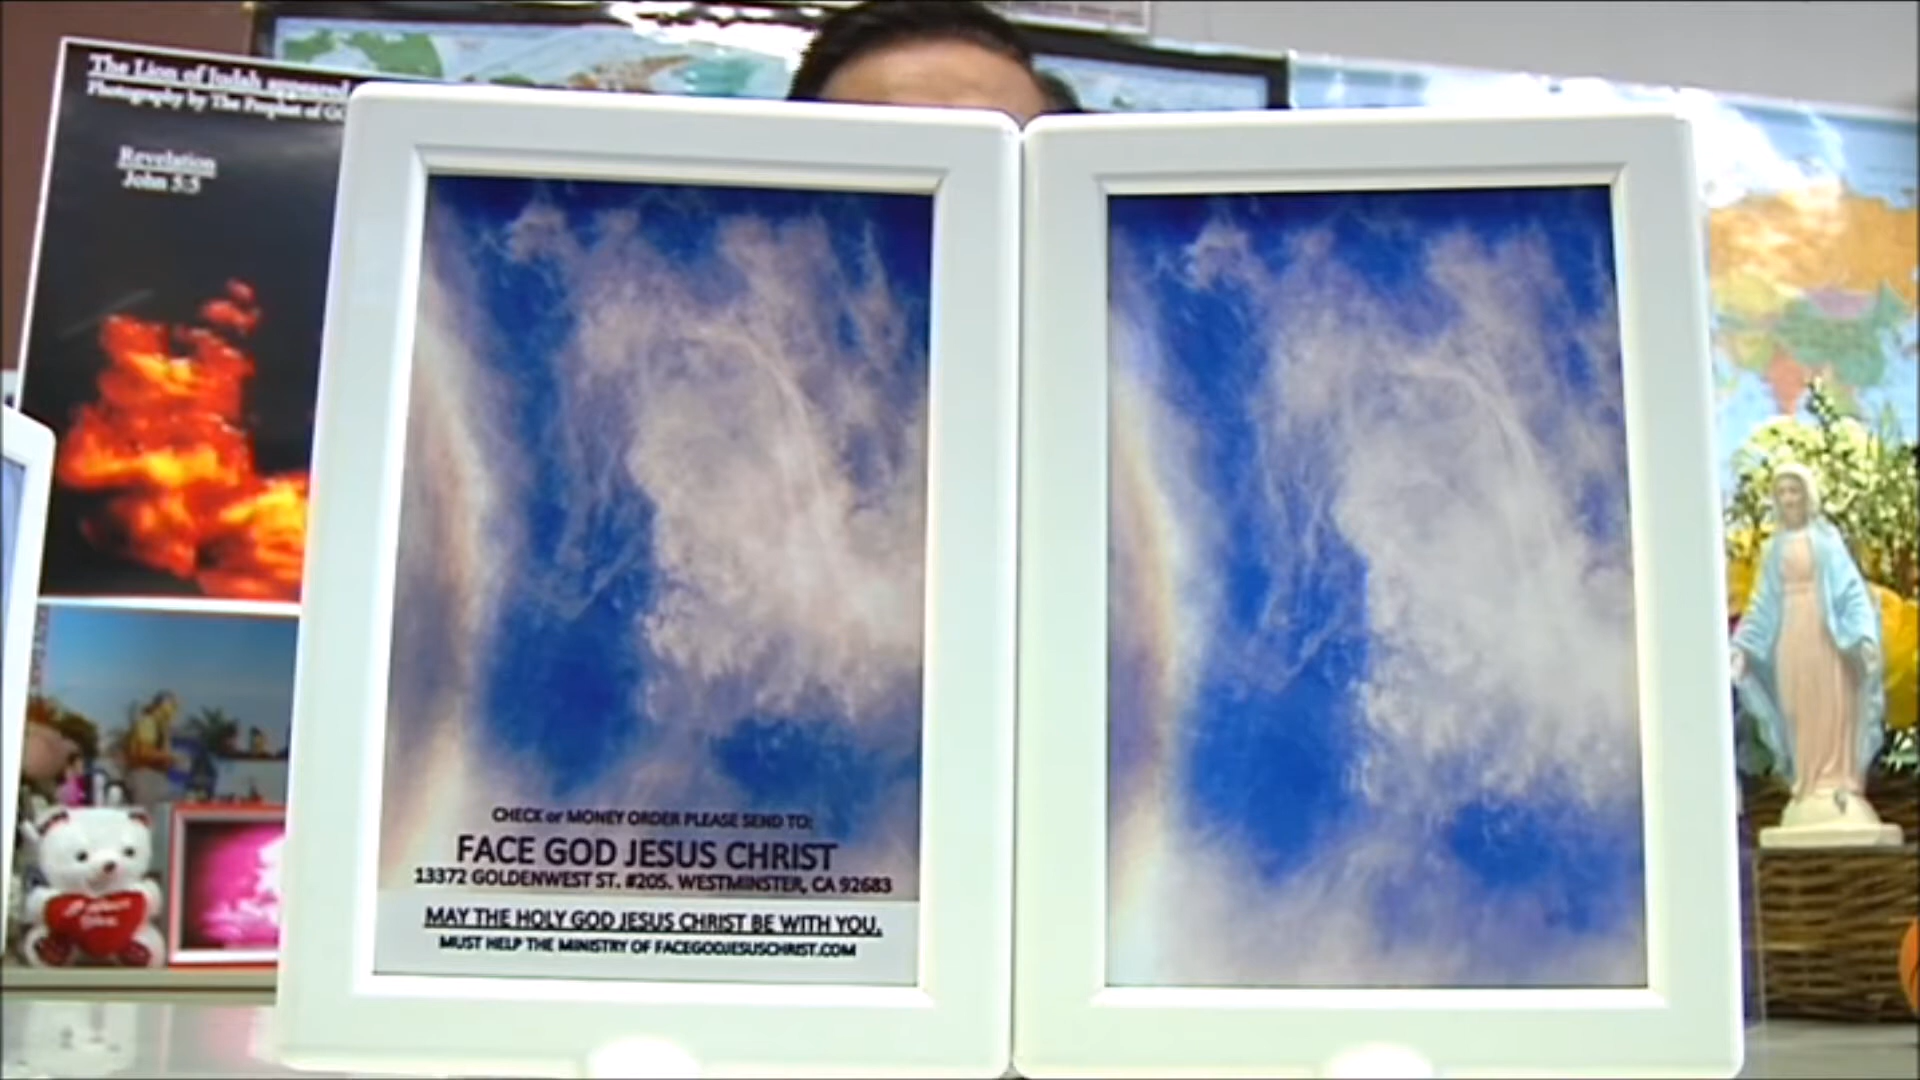 The Lion of Judah appeared
Photography by The Prophet of GO
Revelation
John 5:5
CHECK or MONEY ORDER PLEASE SEND TO:
FACE GOD JESUS CHRIST
13372 GOLDENWEST ST. #205. WESTMINSTER, CA 92683
MAY THE HOLY GOD JESUS CHRIST BE WITH YOU.
MUST HELP THE MINISTRY OF FACEGODJESUSCHRIST.COM